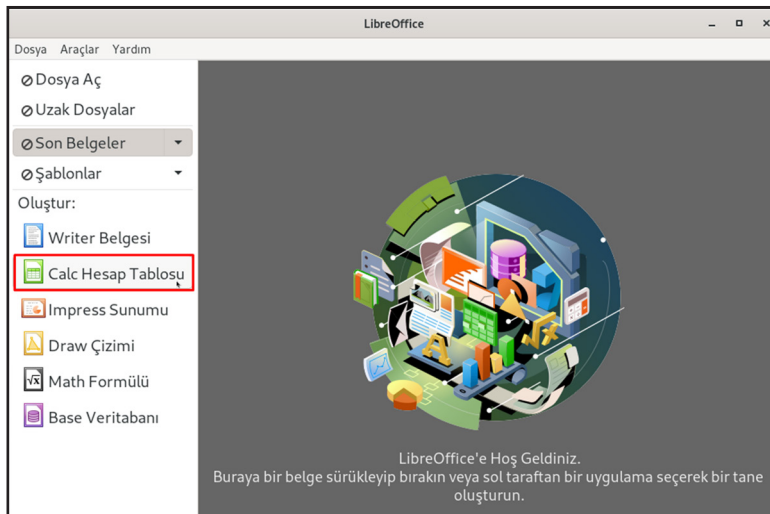 LibreOffice
Dosya Araçlar Yardım
Dosya Aç
Uzak Dosyalar
Son Belgeler
Şablonlar
Oluştur:
Writer Belgesi
Calc Hesap Tablosu
Impress Sunumu
Draw Çizimi
Math Formülü
Base Veritabanı
LibreOffice'e Hoş Geldiniz.
Buraya bir belge sürükleyip bırakın veya sol taraftan bir uygulama seçerek bir tane
oluşturun.